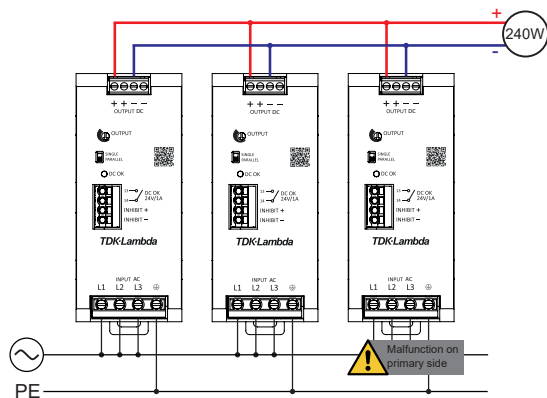 +
240W
-
+ + − −
OUTPUT DC
OUTPUT
SINGLE
PARALLEL
DC OK
13
14
DC OK
24V/1A
INHIBIT +
INHIBIT −
TDK·Lambda
INPUT AC
L1 L2 L3
+ + − −
OUTPUT DC
OUTPUT
SINGLE
PARALLEL
DC OK
13
14
DC OK
24V/1A
INHIBIT +
INHIBIT −
TDK·Lambda
INPUT AC
L1 L2 L3
+ + − −
OUTPUT DC
OUTPUT
SINGLE
PARALLEL
DC OK
13
14
DC OK
24V/1A
INHIBIT +
INHIBIT −
TDK·Lambda
INPUT AC
L1 L2 L3
Malfunction on
primary side
PE